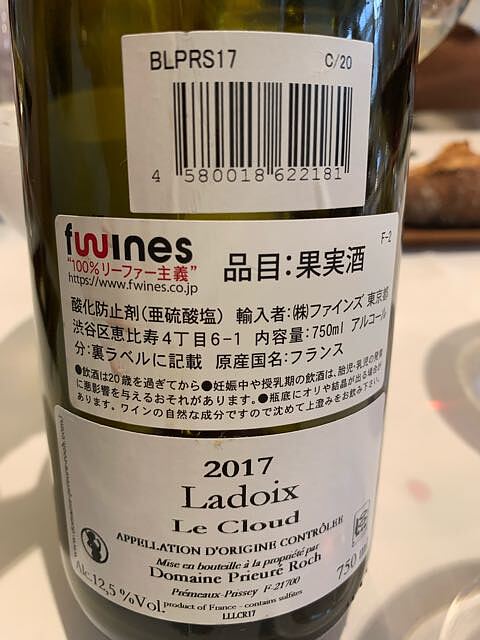 BLPRS17 C/20
4 580018 622181
fwines
"100%リーファー主義"
https://www.fwines.co.jp
品目:果実酒
F-2
酸化防止剤(亜硫酸塩) 輸入者:㈱ファインズ 東京都
渋谷区恵比寿4丁目6-1 内容量:750ml アルコール
分:裏ラベルに記載 原産国名:フランス
●飲酒は20歳を過ぎてから●妊娠中や授乳期の飲酒は、胎児・乳児の発育
に悪影響を与えるおそれがあります。●瓶底にオリや結晶が出る場合が
あります。ワインの自然な成分ですので沈めて上澄みをお飲み下さい。
2017
Ladoix
Le Cloud
APPELLATION D'ORIGINE CONTRÔLÉE
Mise en bouteille à la propriété par
Domaine Prieuré Roch
Prémeaux-Passey F-21700
Alc.12,5 %Vol.
750 ml
product of France - contains sulfites
LLLCR17